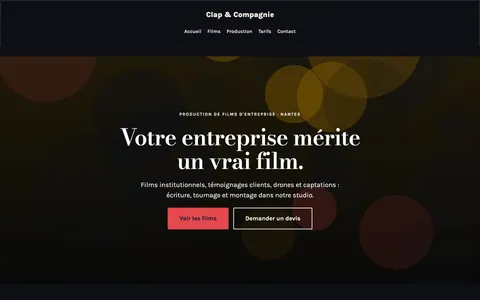 Clap & Compagnie
Accueil Films Production Tarifs Contact
PRODUCTION DE FILMS D'ENTREPRISE · NANTES
Votre entreprise mérite
un vrai film.
Films institutionnels, témoignages clients, drones et captations :
écriture, tournage et montage dans notre studio.
Voir les films Demander un devis